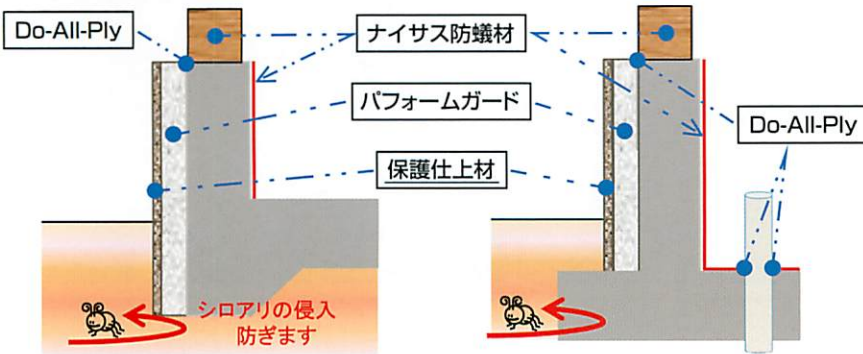 Do-All-Ply
ナイサス防蟻材
パフォームガード
Do-All-Ply
保護仕上材
シロアリの侵入
防ぎます